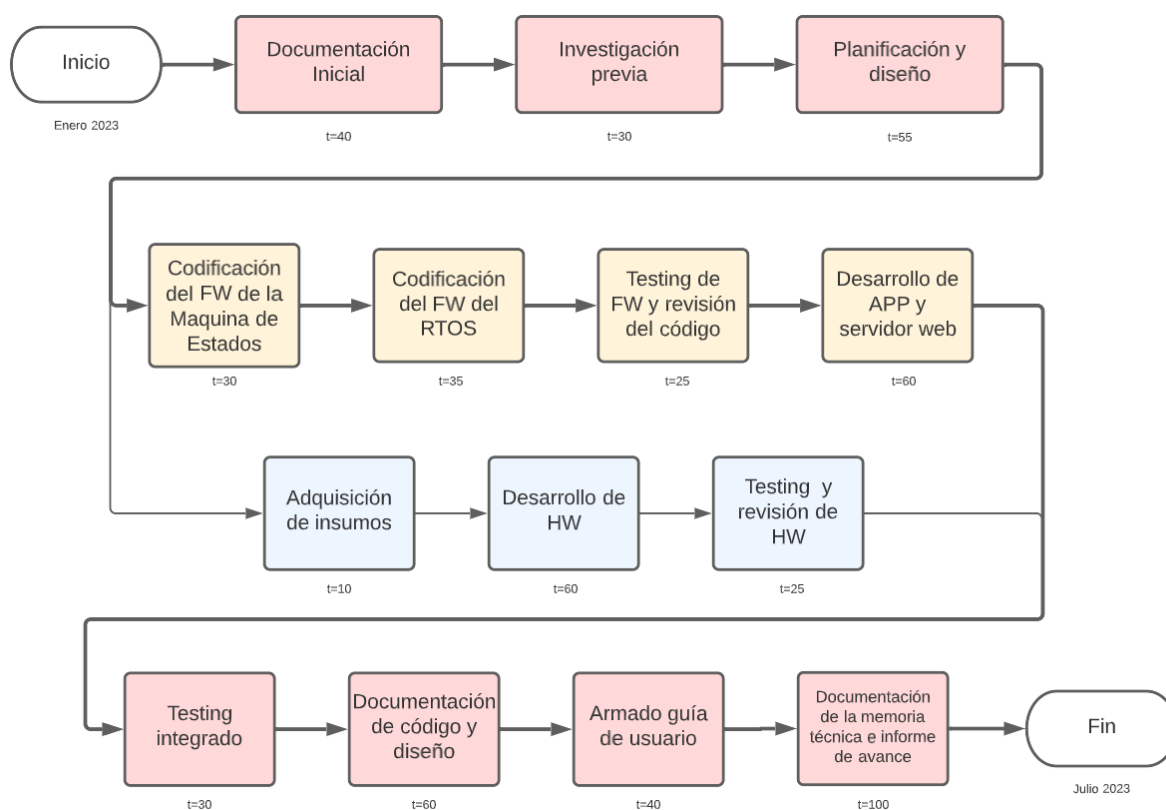 Inicio
Enero 2023
Documentación
Inicial
t=40
Investigación
previa
t=30
Planificación y
diseño
t=55
Codificación
del FW de la
Maquina de
Estados
t=30
Codificación
del FW del
RTOS
t=35
Testing de
FW y revisión
del código
t=25
Desarrollo de
APP y
servidor web
t=60
Adquisición
de insumos
t=10
Desarrollo de
HW
t=60
Testing y
revisión de
HW
t=25
Testing
integrado
t=30
Documentación
de código y
diseño
t=60
Armado guía
de usuario
t=40
Documentación
de la memoria
técnica e informe
de avance
t=100
Fin
Julio 2023